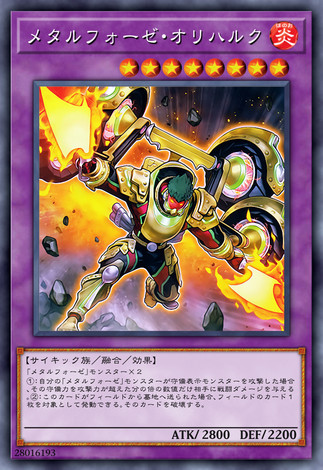 メタルフォーゼ・オリハルク
炎
【サイキック族／融合／効果】
「メタルフォーゼ」モンスター×２
①：自分の「メタルフォーゼ」モンスターが守備表示モンスターを攻撃した場合、
その守備力を攻撃力が超えた分の倍の数値だけ相手に戦闘ダメージを与え
る。②：このカードがフィールドから墓地へ送られた場合、フィールドのカード１
枚を対象として発動できる。そのカードを破壊する。
ATK/ 2800 DEF/2200
28016193